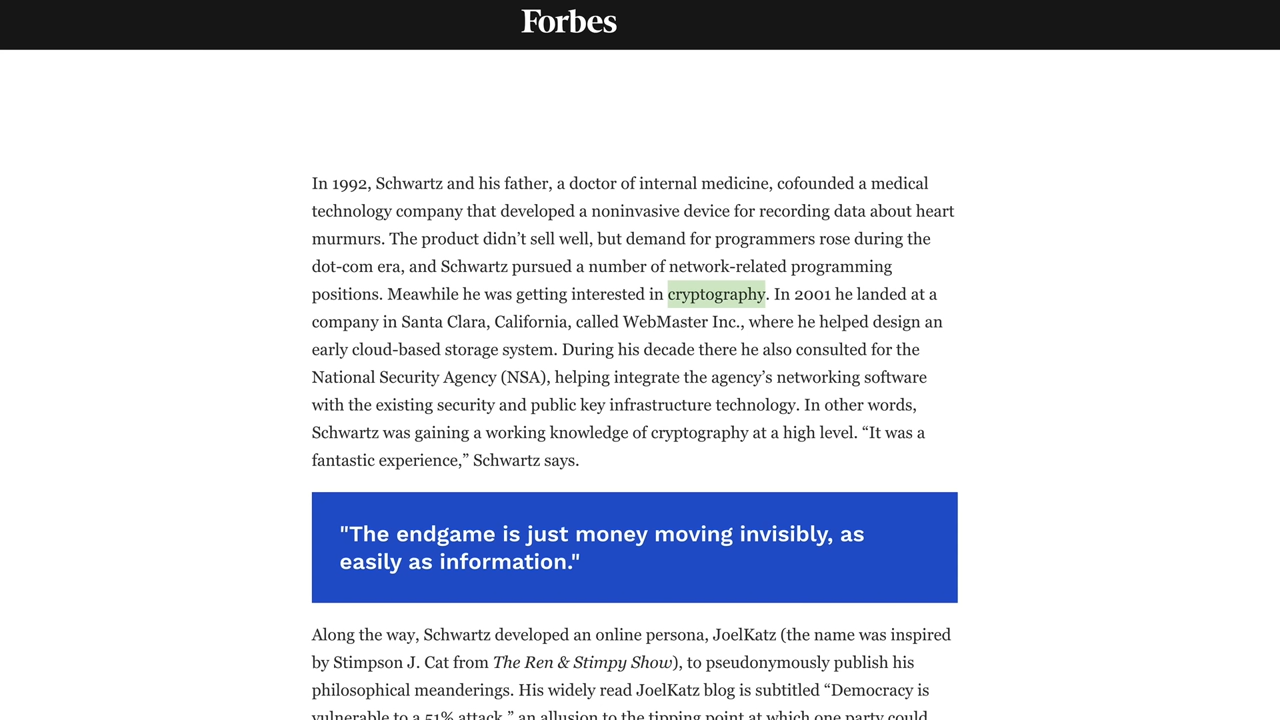 Forbes
In 1992, Schwartz and his father, a doctor of internal medicine, cofounded a medical
technology company that developed a noninvasive device for recording data about heart
murmurs. The product didn’t sell well, but demand for programmers rose during the
dot-com era, and Schwartz pursued a number of network-related programming
positions. Meawhile he was getting interested in cryptography. In 2001 he landed at a
company in Santa Clara, California, called WebMaster Inc., where he helped design an
early cloud-based storage system. During his decade there he also consulted for the
National Security Agency (NSA), helping integrate the agency’s networking software
with the existing security and public key infrastructure technology. In other words,
Schwartz was gaining a working knowledge of cryptography at a high level. “It was a
fantastic experience,” Schwartz says.
"The endgame is just money moving invisibly, as
easily as information."
Along the way, Schwartz developed an online persona, JoelKatz (the name was inspired
by Stimpson J. Cat from The Ren & Stimpy Show), to pseudonymously publish his
philosophical meanderings. His widely read JoelKatz blog is subtitled “Democracy is
vulnerable to a 51% attack,” an allusion to the tipping point at which one party could